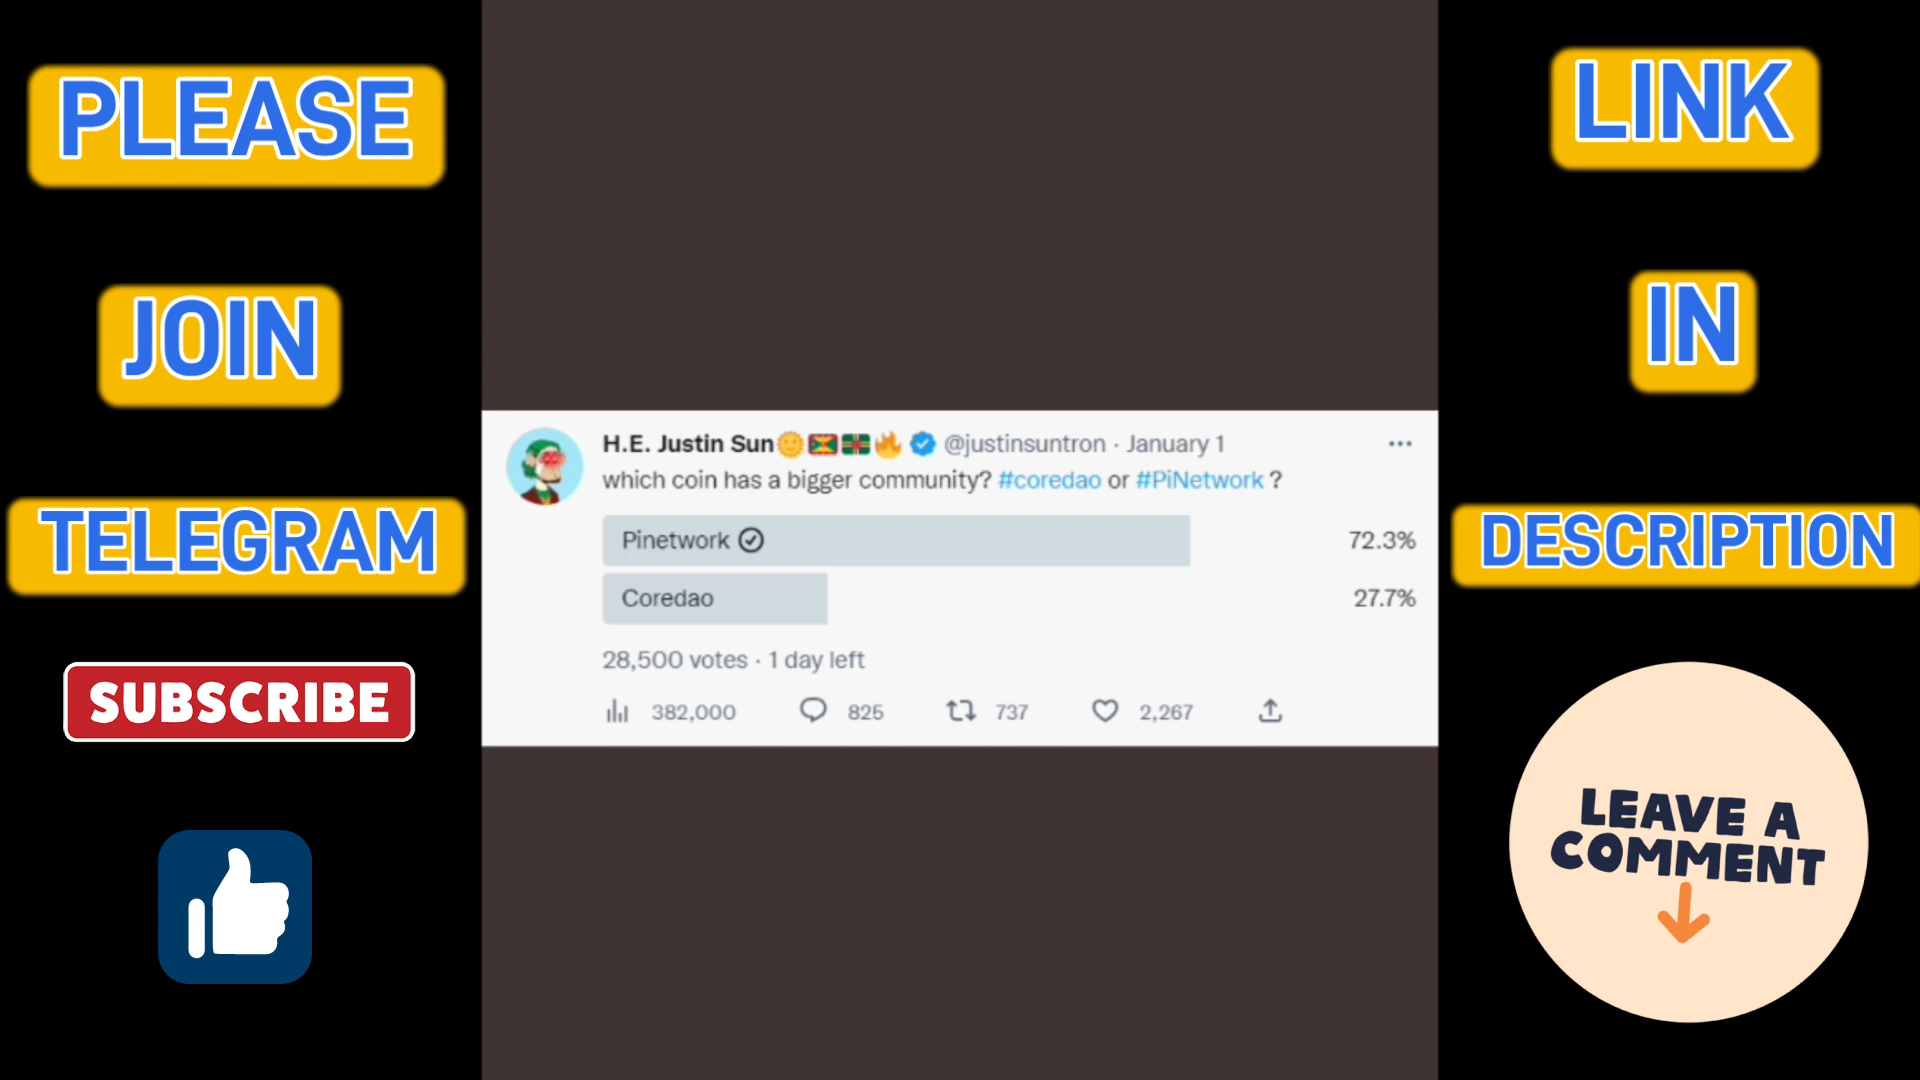 PLEASE
JOIN
TELEGRAM
SUBSCRIBE
H.E. Justin Sun🌞🇬🇩🇩🇲🔥 @justinsuntron · January 1
which coin has a bigger community? #coredao or #PiNetwork ?
Pinetwork 72.3%
Coredao 27.7%
28,500 votes · 1 day left
382,000 825 737 2,267
LINK
IN
DESCRIPTION
LEAVE A
COMMENT